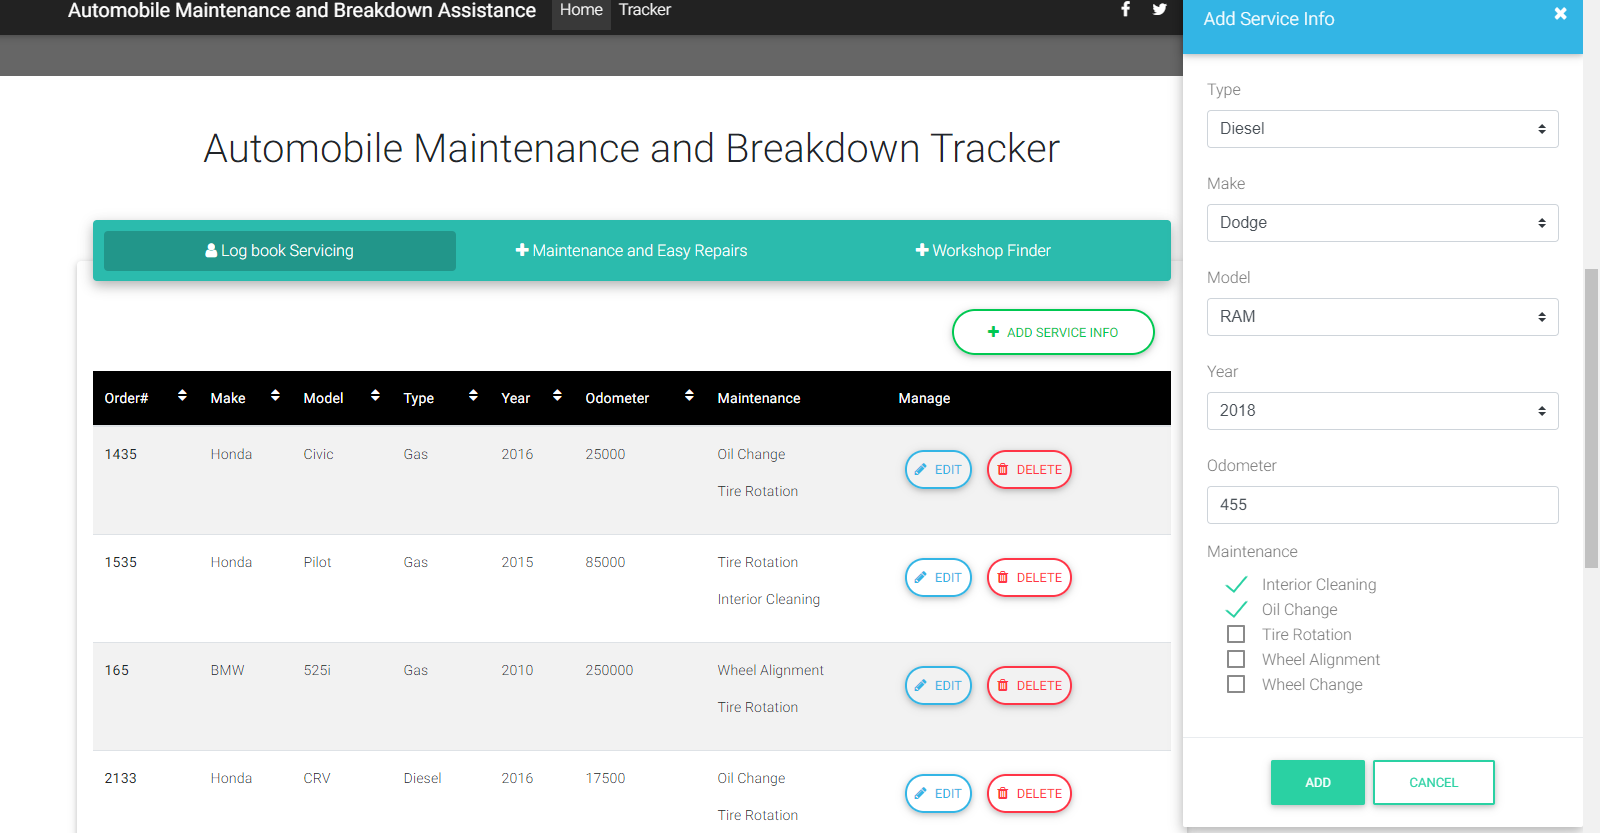 Automobile Maintenance and Breakdown Assistance Home Tracker
Automobile Maintenance and Breakdown Tracker
Log book Servicing Maintenance and Easy Repairs Workshop Finder
ADD SERVICE INFO
Order# Make Model Type Year Odometer Maintenance Manage
1435 Honda Civic Gas 2016 25000 Oil Change EDIT DELETE
Tire Rotation
1535 Honda Pilot Gas 2015 85000 Tire Rotation EDIT DELETE
Interior Cleaning
165 BMW 525i Gas 2010 250000 Wheel Alignment EDIT DELETE
Tire Rotation
2133 Honda CRV Diesel 2016 17500 Oil Change EDIT DELETE
Tire Rotation
Add Service Info
Type
Diesel
Make
Dodge
Model
RAM
Year
2018
Odometer
455
Maintenance
Interior Cleaning
Oil Change
Tire Rotation
Wheel Alignment
Wheel Change
ADD CANCEL